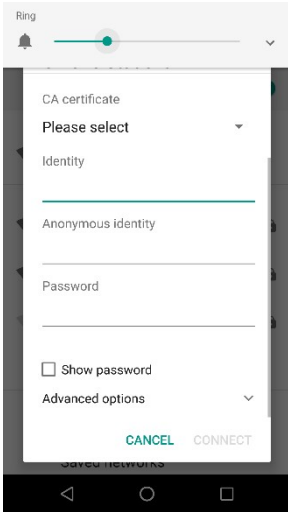 Ring
CA certificate
Please select
Identity
Anonymous identity
Password
Show password
Advanced options
CANCEL CONNECT
Saved networks